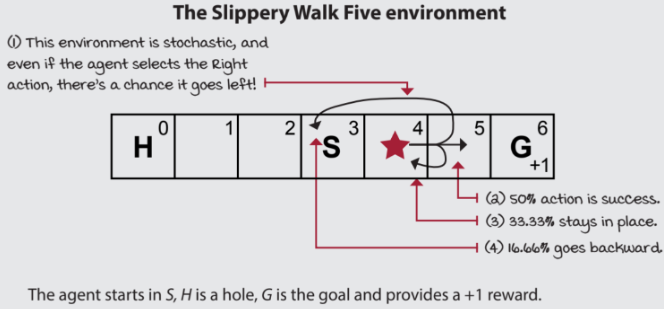 The Slippery Walk Five environment
(1) This environment is stochastic, and
even if the agent selects the Right
action, there's a chance it goes left!
0 1 2 3 4 5 6
H S G
+1
(2) 50% action is success.
(3) 33.33% stays in place.
(4) 16.66% goes backward.
The agent starts in S, H is a hole, G is the goal and provides a +1 reward.